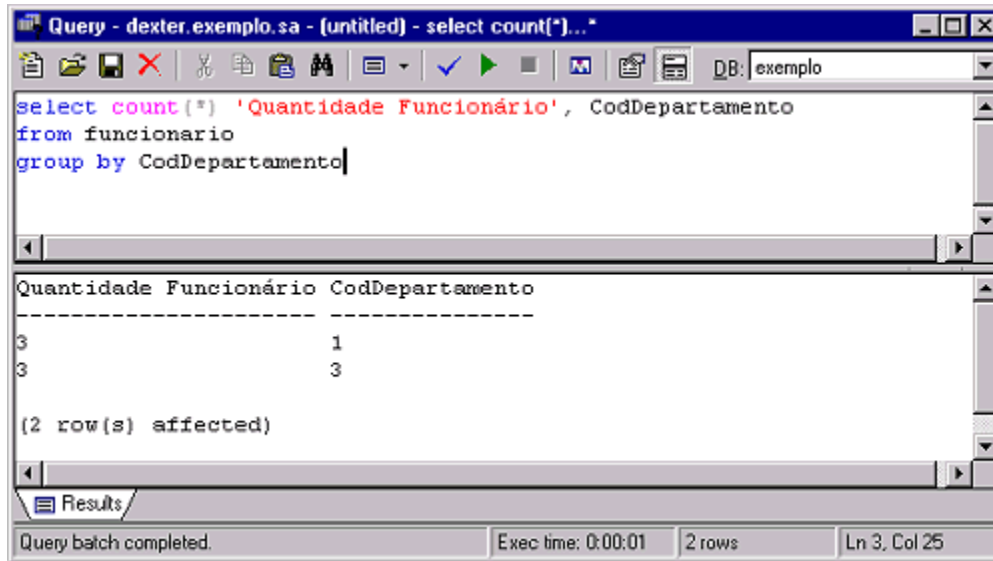 Query - dexter.exemplo.sa - (untitled) - select count(*)...*
DB: exemplo
select count(*) 'Quantidade Funcionário', CodDepartamento
from funcionario
group by CodDepartamento
Quantidade Funcionário CodDepartamento
---------------------- ---------------
3 1
3 3
(2 row(s) affected)
Results
Query batch completed. Exec time: 0:00:01 2 rows Ln 3, Col 25